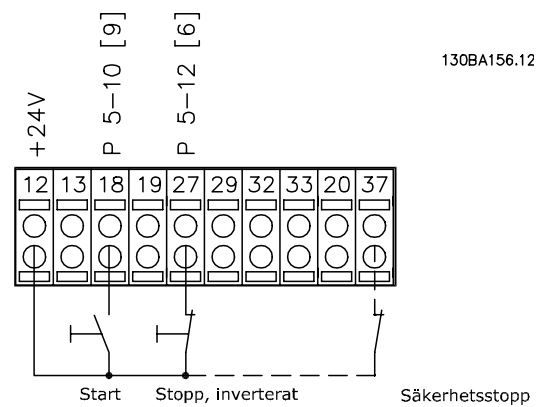 +24V
P 5-10 [9]
P 5-12 [6]
130BA156.12
12 13 18 19 27 29 32 33 20 37
Start
Stopp, inverterat
Säkerhetsstopp